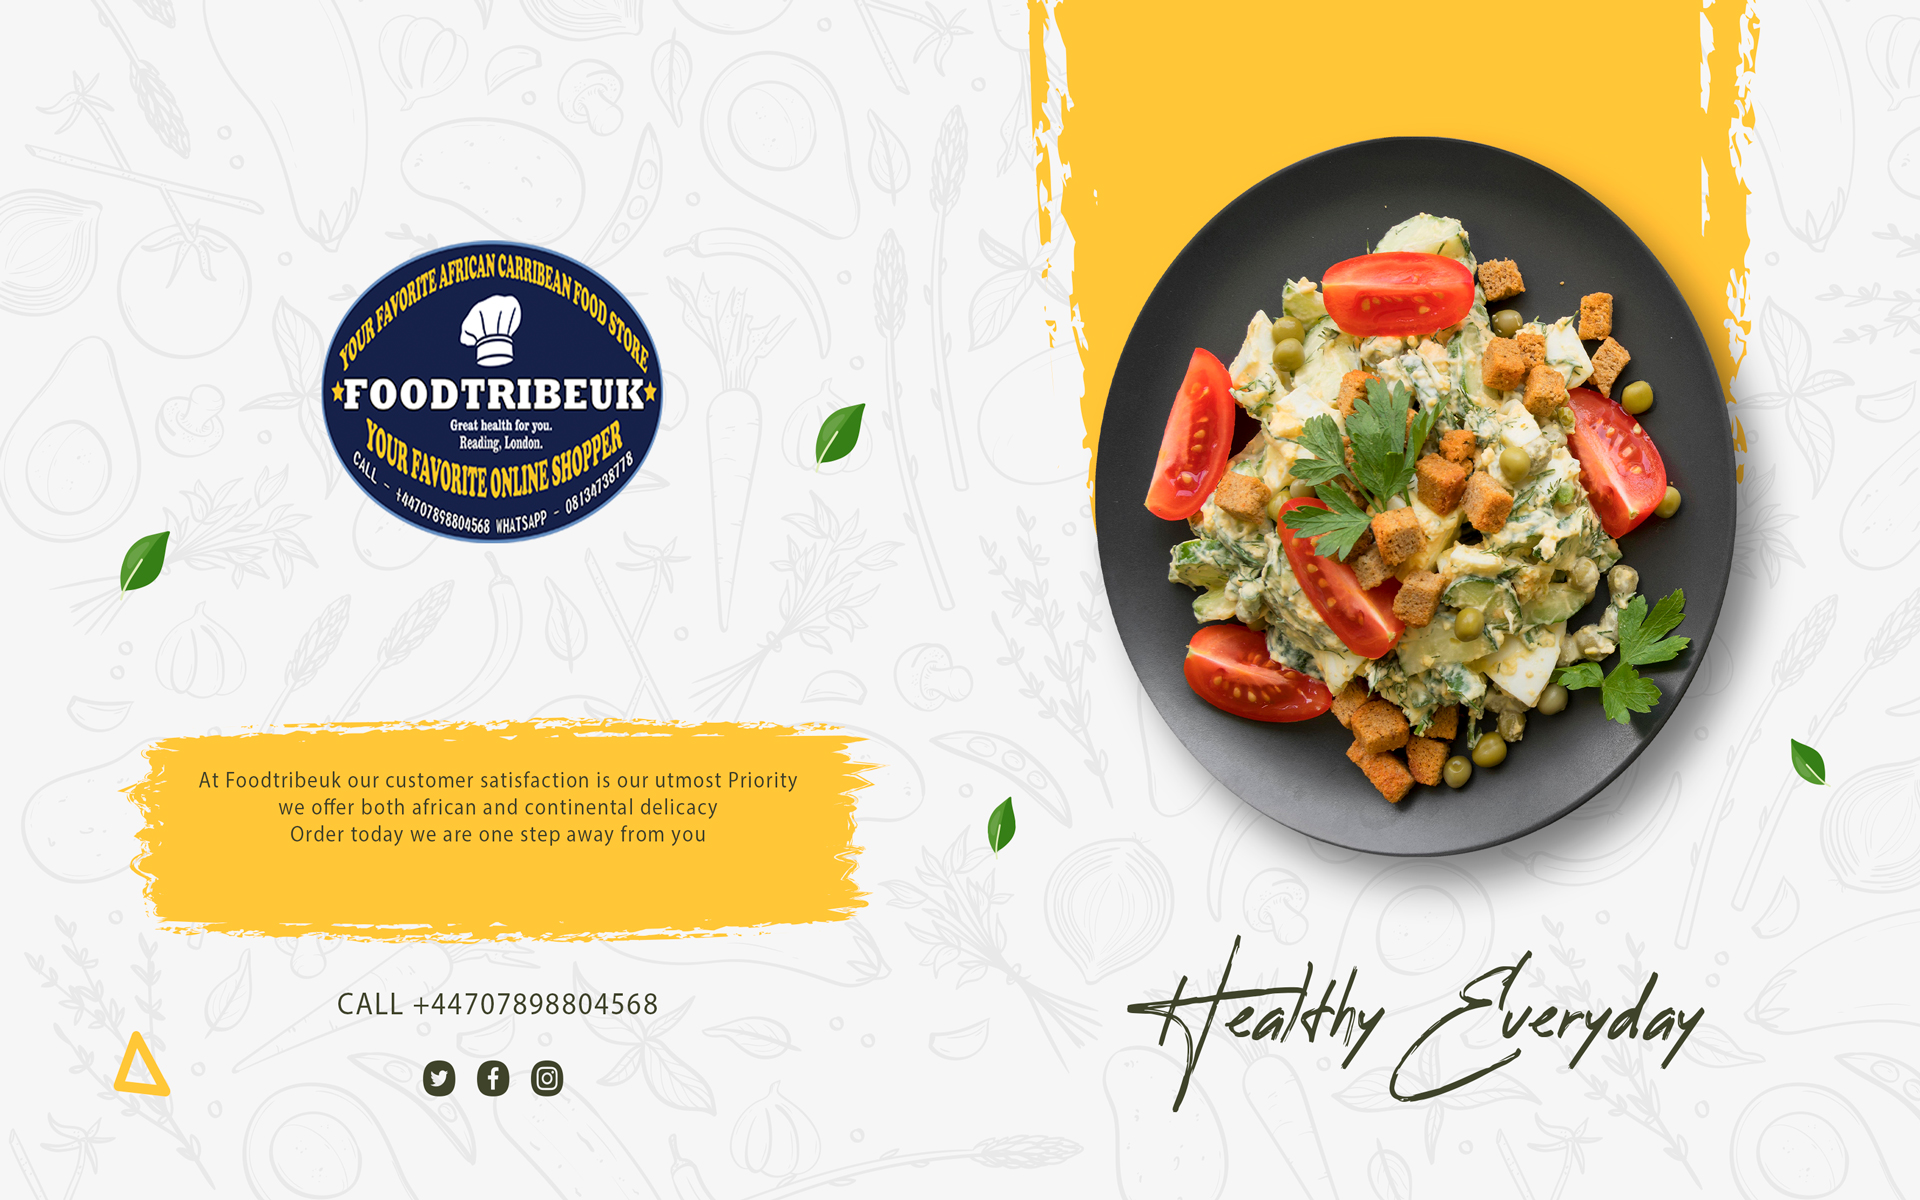 YOUR FAVORITE AFRICAN CARRIBEAN FOOD STORE
FOODTRIBEUK
Great health for you.
Reading, London.
YOUR FAVORITE ONLINE SHOPPER
CALL - +44707898804568 WHATSAPP - 08134738778
At Foodtribeuk our customer satisfaction is our utmost Priority
we offer both african and continental delicacy
Order today we are one step away from you
CALL +44707898804568
Healthy Everyday